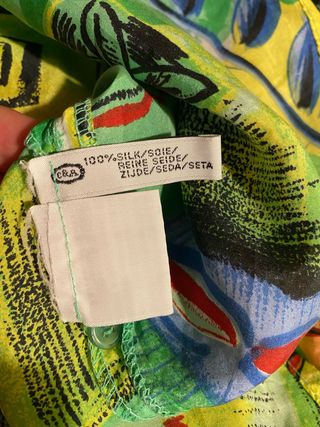 C&A
100% SILK/SOIE/
REINE SEIDE/
ZIJDE/SEDA/SETA